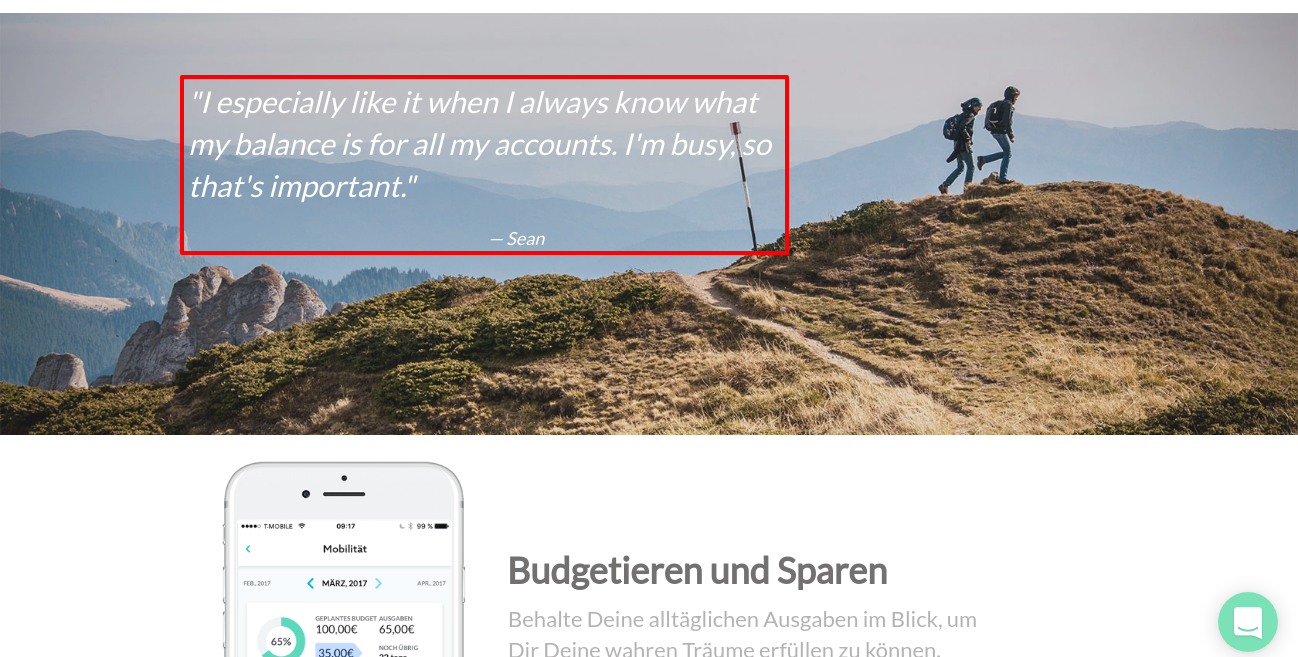 "I especially like it when I always know what
my balance is for all my accounts. I'm busy, so
that's important."
— Sean
T-MOBILE
09:17
99 %
Mobilität
FEB., 2017
MÄRZ, 2017
APR., 2017
65%
GEPLANTES BUDGET AUSGABEN
100,00€ 65,00€
35,00€
NOCH ÜBRIG
Budgetieren und Sparen
Behalte Deine alltäglichen Ausgaben im Blick, um
Dir Deine wahren Träume erfüllen zu können.